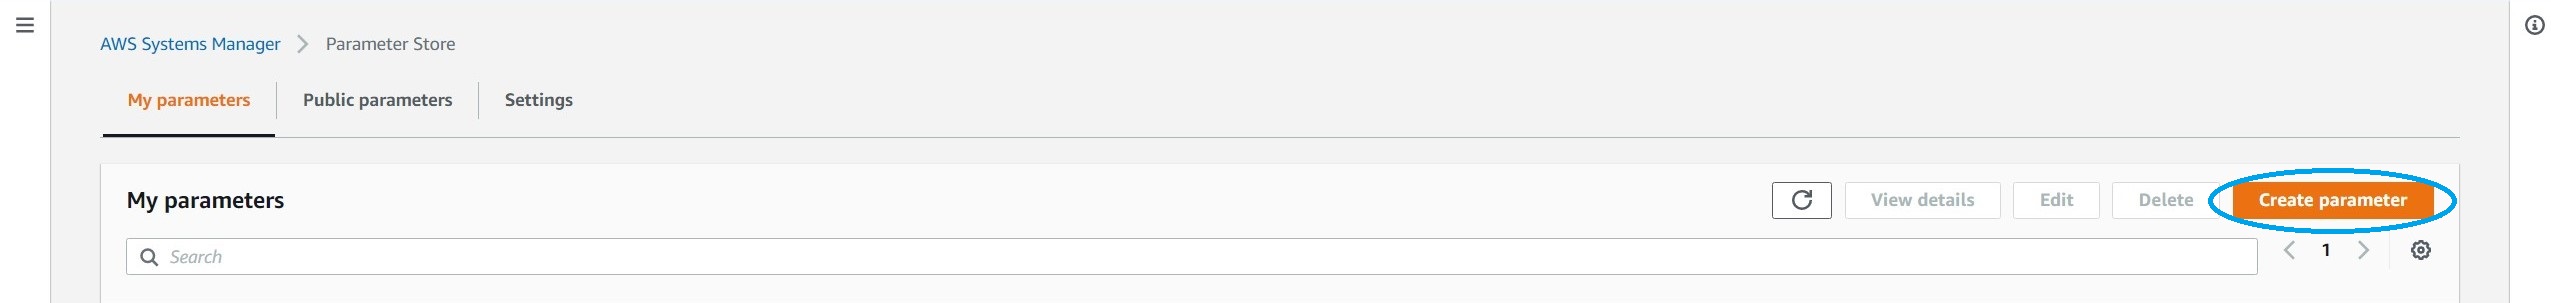 AWS Systems Manager > Parameter Store
My parameters Public parameters Settings
My parameters View details Edit Delete Create parameter
Search 1